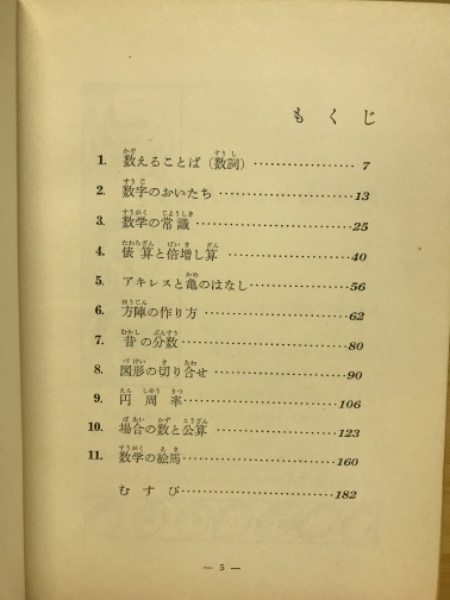 もくじ
1. 数えることば（数詞）………………7
2. 数字のおいたち………………13
3. 数学の常識………………25
4. 俵算と倍増し算………………40
5. アキレスと亀のはなし………………56
6. 方陣の作り方………………62
7. 昔の分数………………80
8. 図形の切り合せ………………90
9. 円周率………………106
10. 場合の数と公算………………123
11. 数学の絵馬………………160
むすび………………182
— 5 —